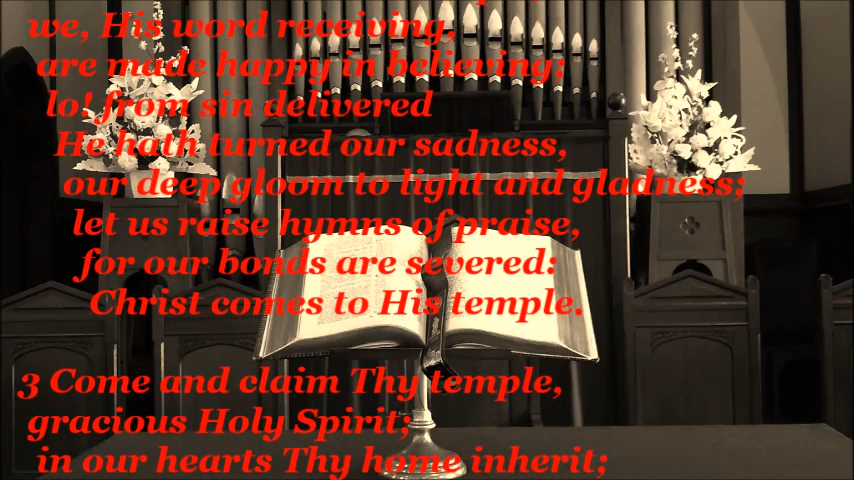 we, His word receiving,
are made happy in believing;
lo! from sin delivered
He hath turned our sadness,
our deep gloom to light and gladness;
let us raise hymns of praise,
for our bonds are severed:
Christ comes to His temple.
3 Come and claim Thy temple,
gracious Holy Spirit;
in our hearts Thy home inherit;